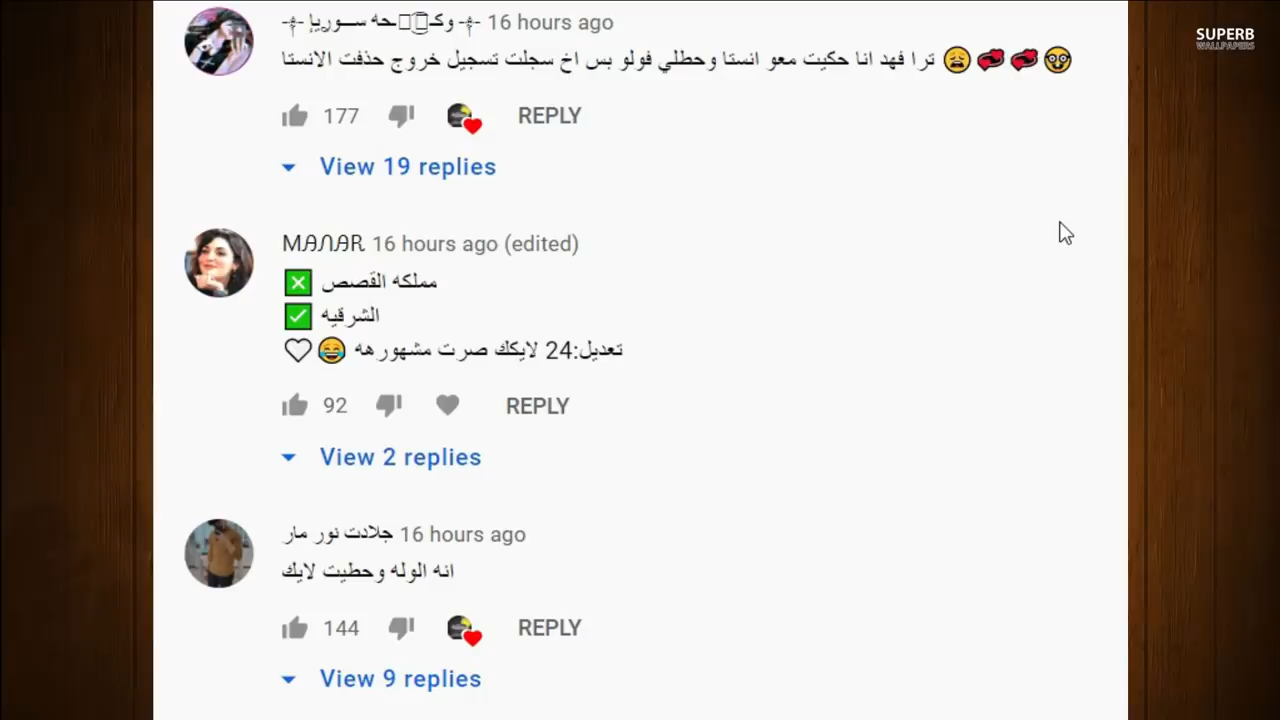 16 hours ago
SUPERB
WALLPAPERS
ترا فهد انا حكيت معو انستا وحطلي فولو بس اخ سجلت تسجيل خروج حذفت الانستا 😩 💞 💞 🤓
177 REPLY
View 19 replies
MANAR 16 hours ago (edited)
❎ مملكه القصص
✅ الشرقيه
تعديل:24 لايكك صرت مشهورهه 😂 ♡
92 REPLY
View 2 replies
جلادت نور مار 16 hours ago
انه الوله وحطيت لايك
144 REPLY
View 9 replies